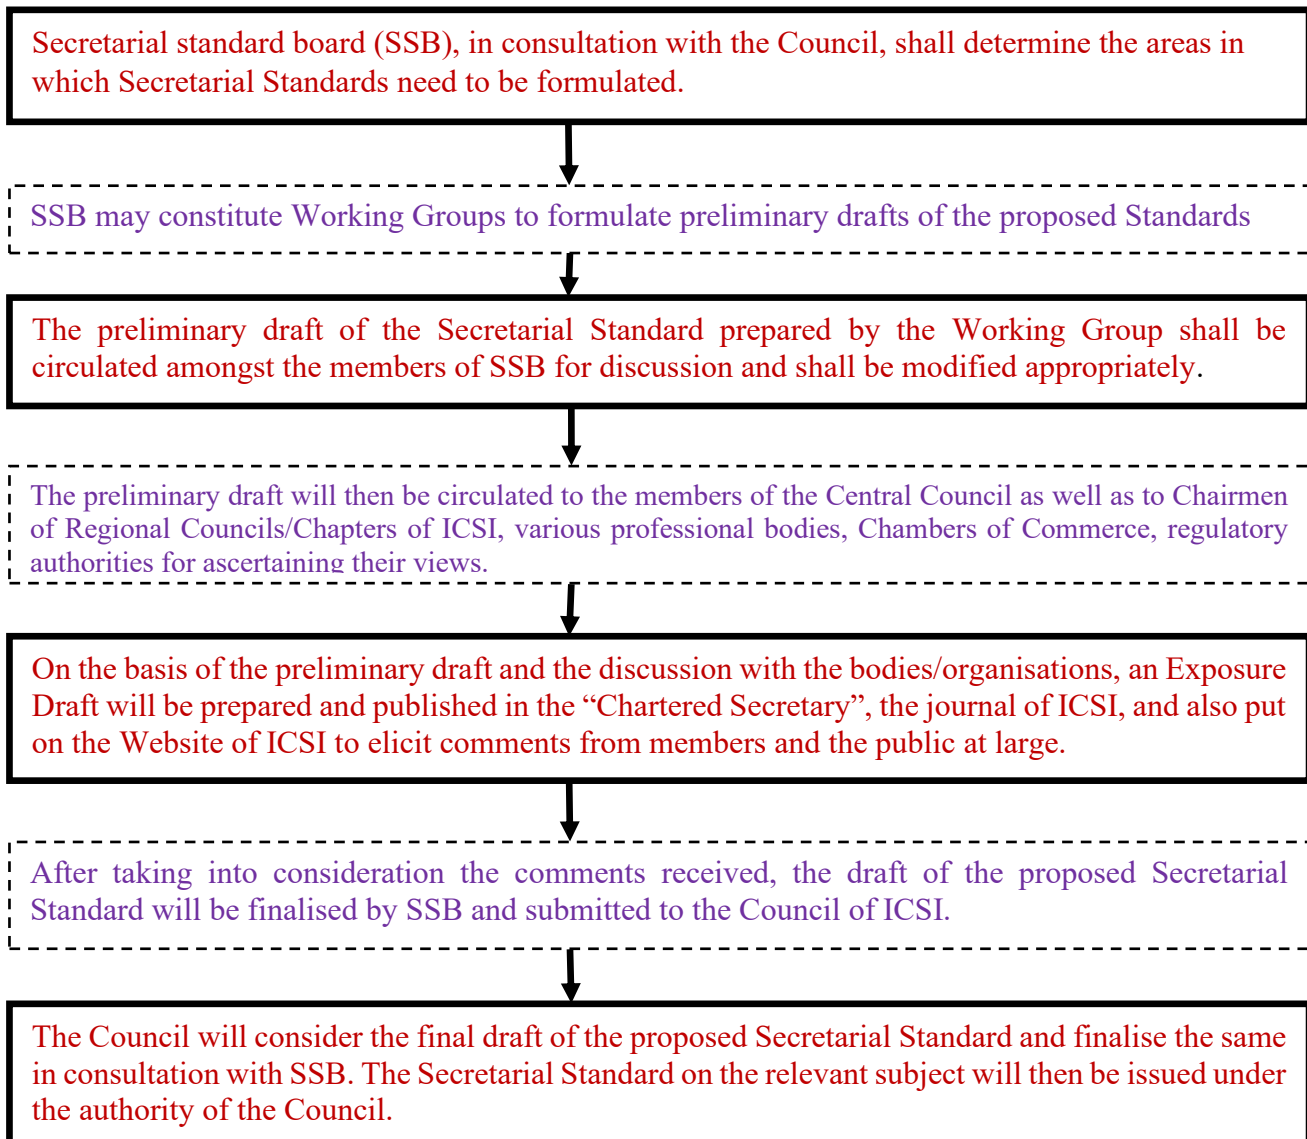 Secretarial standard board (SSB), in consultation with the Council, shall determine the areas in
which Secretarial Standards need to be formulated.
SSB may constitute Working Groups to formulate preliminary drafts of the proposed Standards
The preliminary draft of the Secretarial Standard prepared by the Working Group shall be
circulated amongst the members of SSB for discussion and shall be modified appropriately.
The preliminary draft will then be circulated to the members of the Central Council as well as to Chairmen
of Regional Councils/Chapters of ICSI, various professional bodies, Chambers of Commerce, regulatory
authorities for ascertaining their views.
On the basis of the preliminary draft and the discussion with the bodies/organisations, an Exposure
Draft will be prepared and published in the “Chartered Secretary”, the journal of ICSI, and also put
on the Website of ICSI to elicit comments from members and the public at large.
After taking into consideration the comments received, the draft of the proposed Secretarial
Standard will be finalised by SSB and submitted to the Council of ICSI.
The Council will consider the final draft of the proposed Secretarial Standard and finalise the same
in consultation with SSB. The Secretarial Standard on the relevant subject will then be issued under
the authority of the Council.